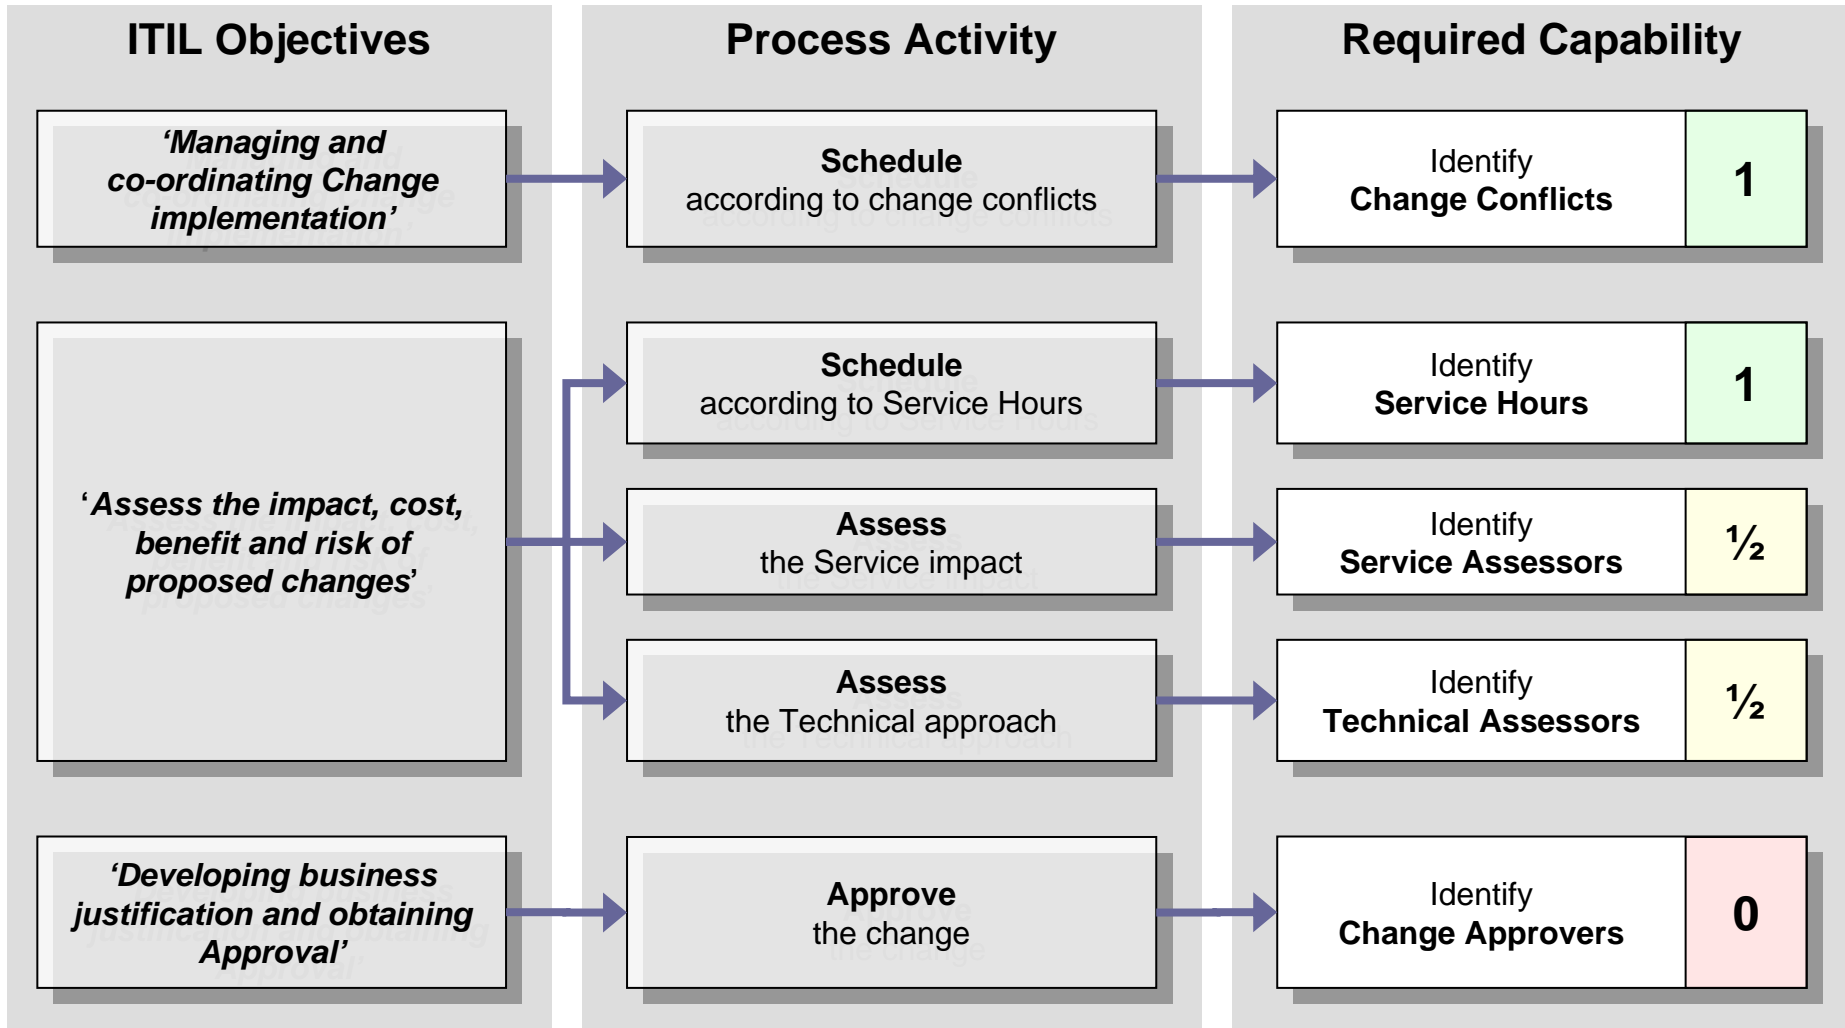 ITIL Objectives
Process Activity
Required Capability
‘Managing and
co-ordinating Change
implementation’
Schedule
according to change conflicts
Identify
Change Conflicts
1
‘Assess the impact, cost,
benefit and risk of
proposed changes’
Schedule
according to Service Hours
Identify
Service Hours
1
Assess
the Service impact
Identify
Service Assessors
½
Assess
the Technical approach
Identify
Technical Assessors
½
‘Developing business
justification and obtaining
Approval’
Approve
the change
Identify
Change Approvers
0